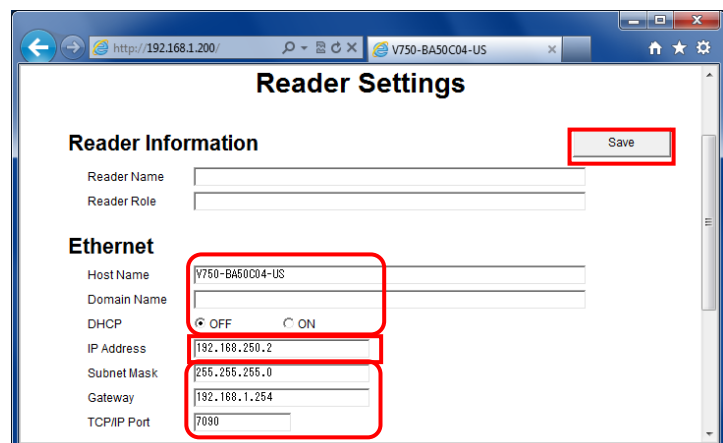 http://192.168.1.200/
V750-BA50C04-US
Reader Settings
Reader Information
Save
Reader Name
Reader Role
Ethernet
Host Name V750-BA50C04-US
Domain Name
DHCP OFF ON
IP Address 192.168.250.2
Subnet Mask 255.255.255.0
Gateway 192.168.1.254
TCP/IP Port 7090